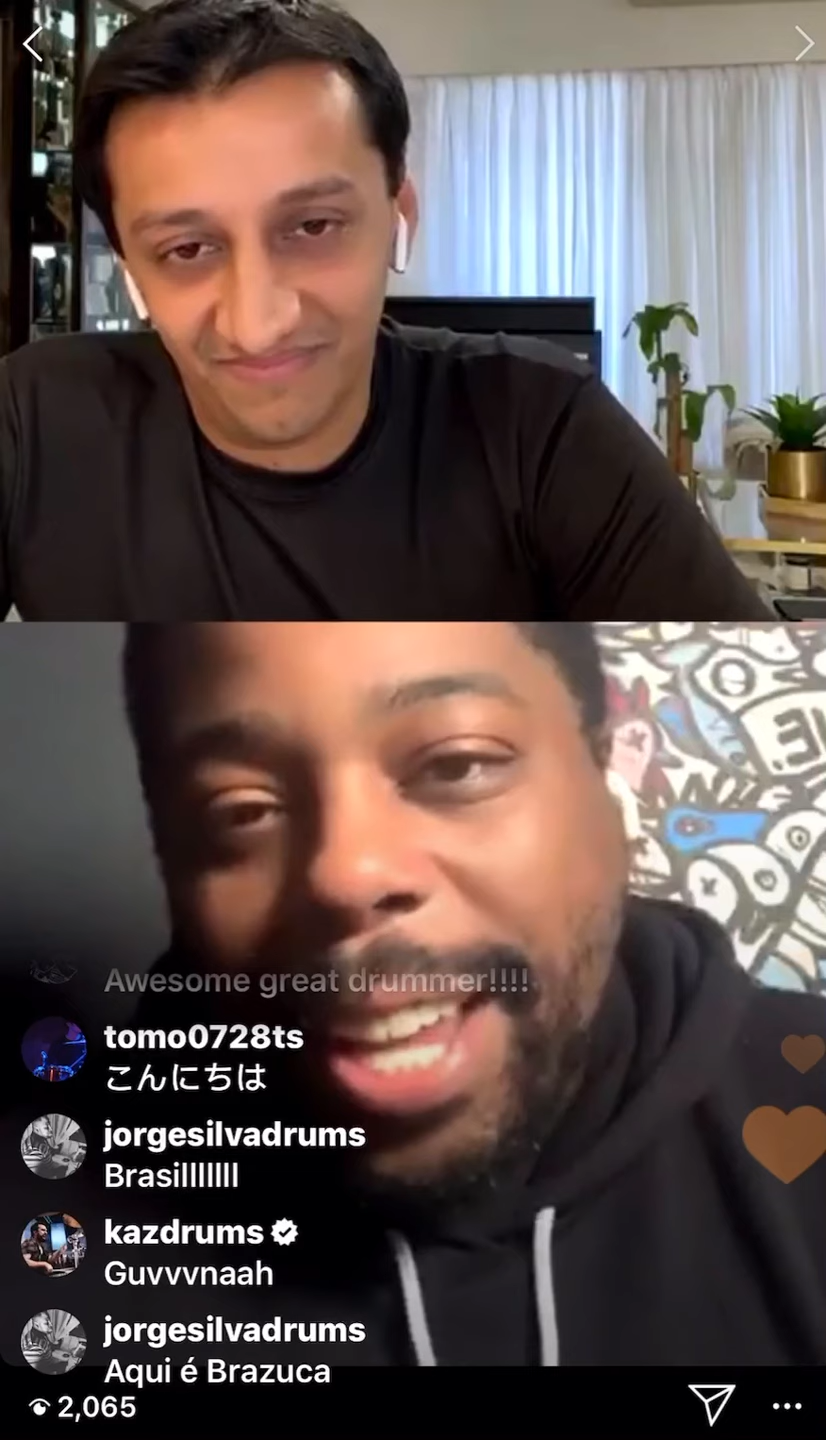 Awesome great drummer!!!!
tomo0728ts
こんにちは
jorgesilvadrums
Brasilllllll
kazdrums
Guvvvnaah
jorgesilvadrums
Aqui é Brazuca
2,065